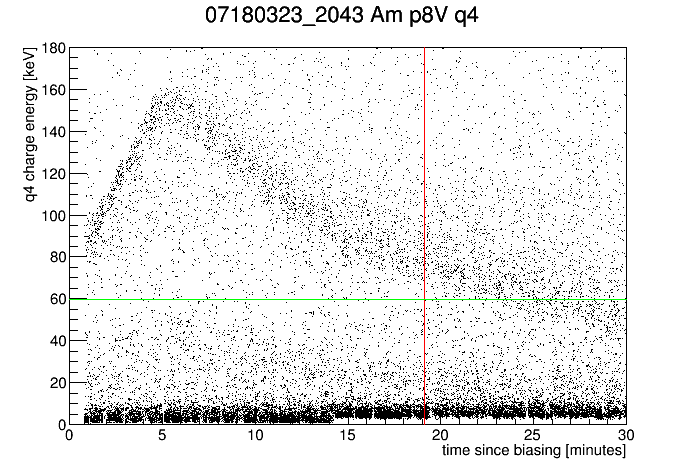 07180323_2043 Am p8V q4
q4 charge energy [keV]
180
160
140
120
100
80
60
40
20
0
0 5 10 15 20 25 30
time since biasing [minutes]